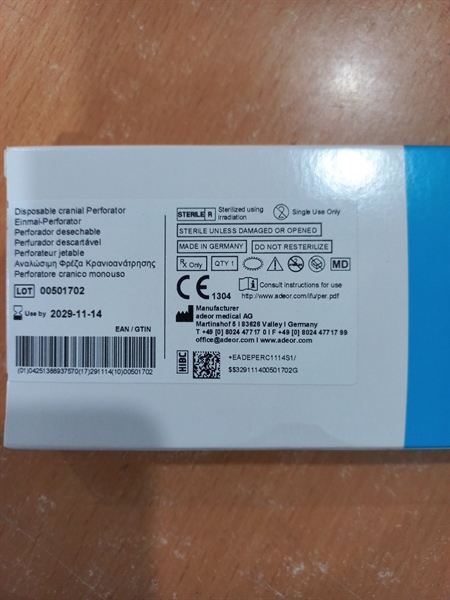 Disposable cranial Perforator
Einmal-Perforator
Perforador desechable
Perfurador descartável
Perforateur jetable
Αναλώσιμη Φρέζα Κρανιοανάτρησης
Perforatore cranico monouso
LOT 00501702
Use by 2029-11-14
EAN / GTIN
(01)04251386937570(17)291114(10)00501702
STERILE R Sterilized using irradiation
2 Single Use Only
STERILE UNLESS DAMAGED OR OPENED
MADE IN GERMANY DO NOT RESTERILIZE
Rx Only QTY 1 MD
CE 1304
Consult instructions for use
http://www.adeor.com/ifu/per.pdf
Manufacturer
adeor medical AG
Martinshof 5 I 83626 Valley I Germany
T +49 [0] 8024 47717 0 I F +49 [0] 8024 47717 99
office@adeor.com I www.adeor.com
HIBC
+EADEPERC1114S1/
$$329111400501702G